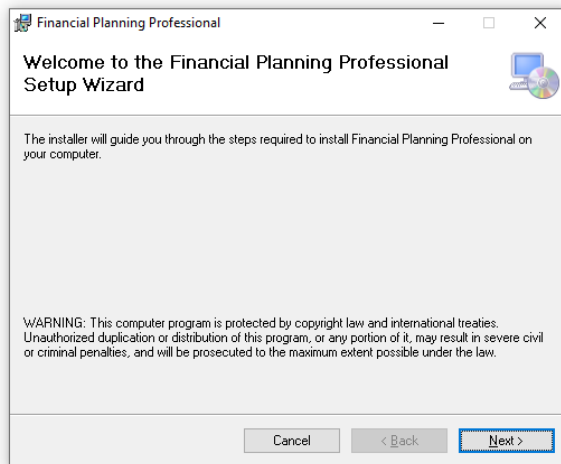 Financial Planning Professional
Welcome to the Financial Planning Professional
Setup Wizard
The installer will guide you through the steps required to install Financial Planning Professional on
your computer.
WARNING: This computer program is protected by copyright law and international treaties.
Unauthorized duplication or distribution of this program, or any portion of it, may result in severe civil
or criminal penalties, and will be prosecuted to the maximum extent possible under the law.
Cancel
< Back
Next >